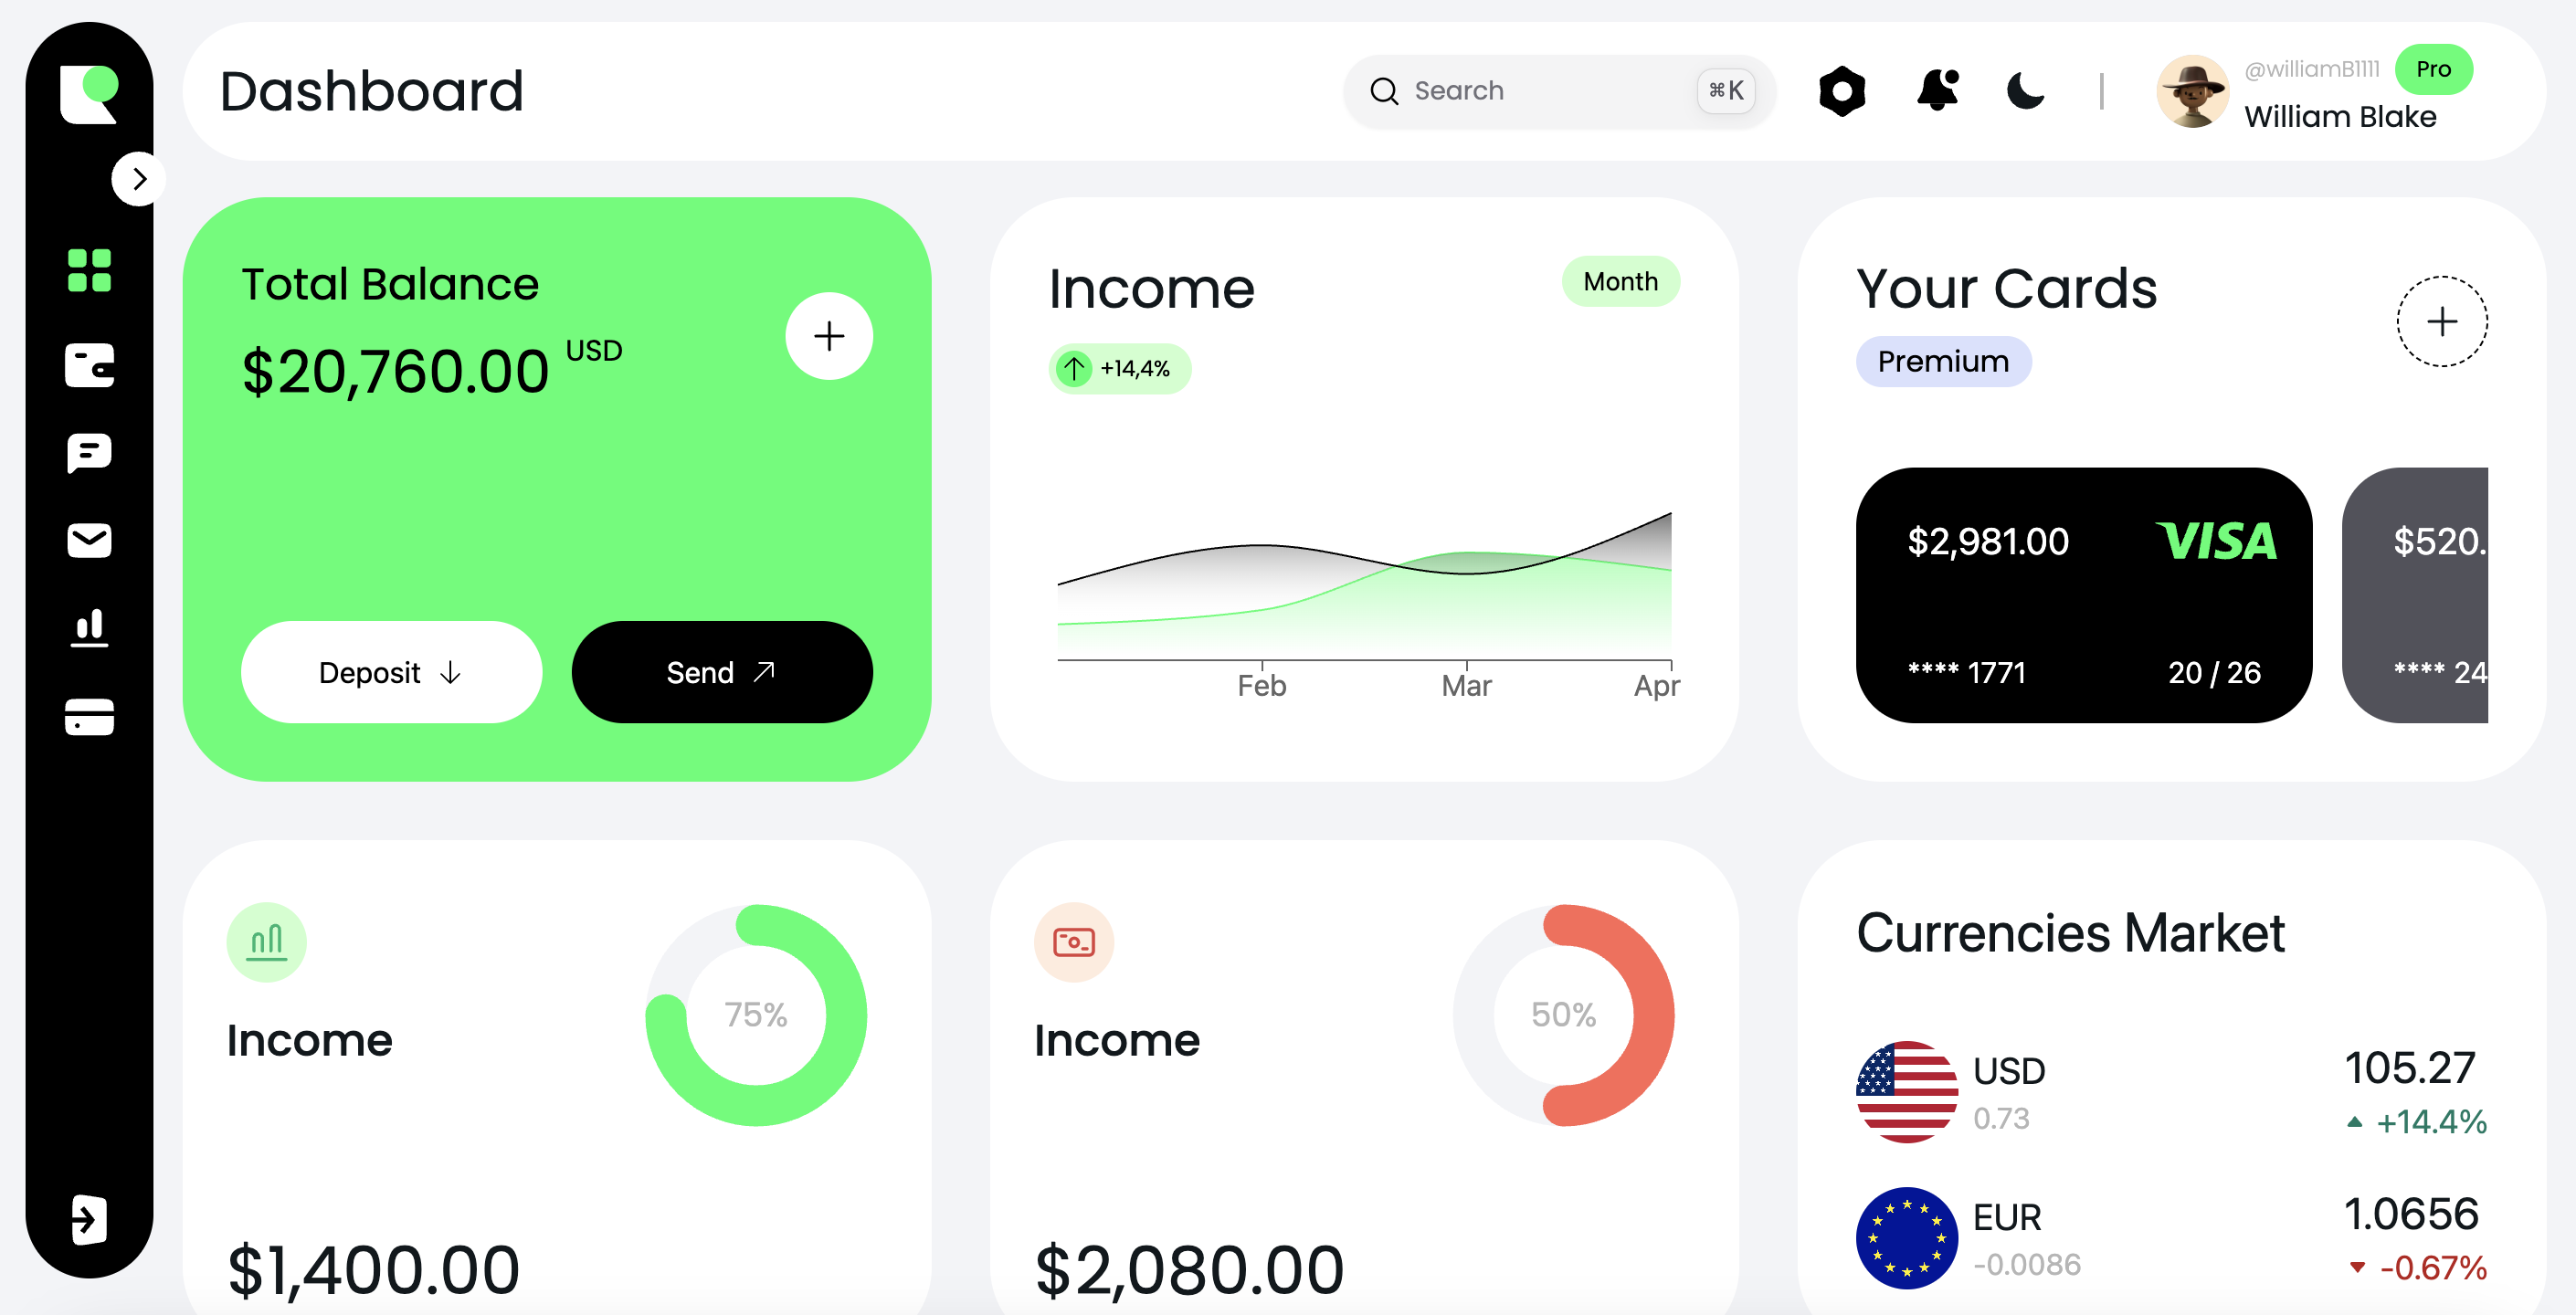 Dashboard
Search
⌘K
@williamB1111
Pro
William Blake
Total Balance
$20,760.00 USD
Deposit
Send
Income
Month
+14,4%
Feb
Mar
Apr
Your Cards
Premium
$2,981.00
VISA
**** 1771
20 / 26
$520.
**** 24
Income
75%
$1,400.00
Income
50%
$2,080.00
Currencies Market
USD
105.27
0.73
+14.4%
EUR
1.0656
-0.0086
-0.67%